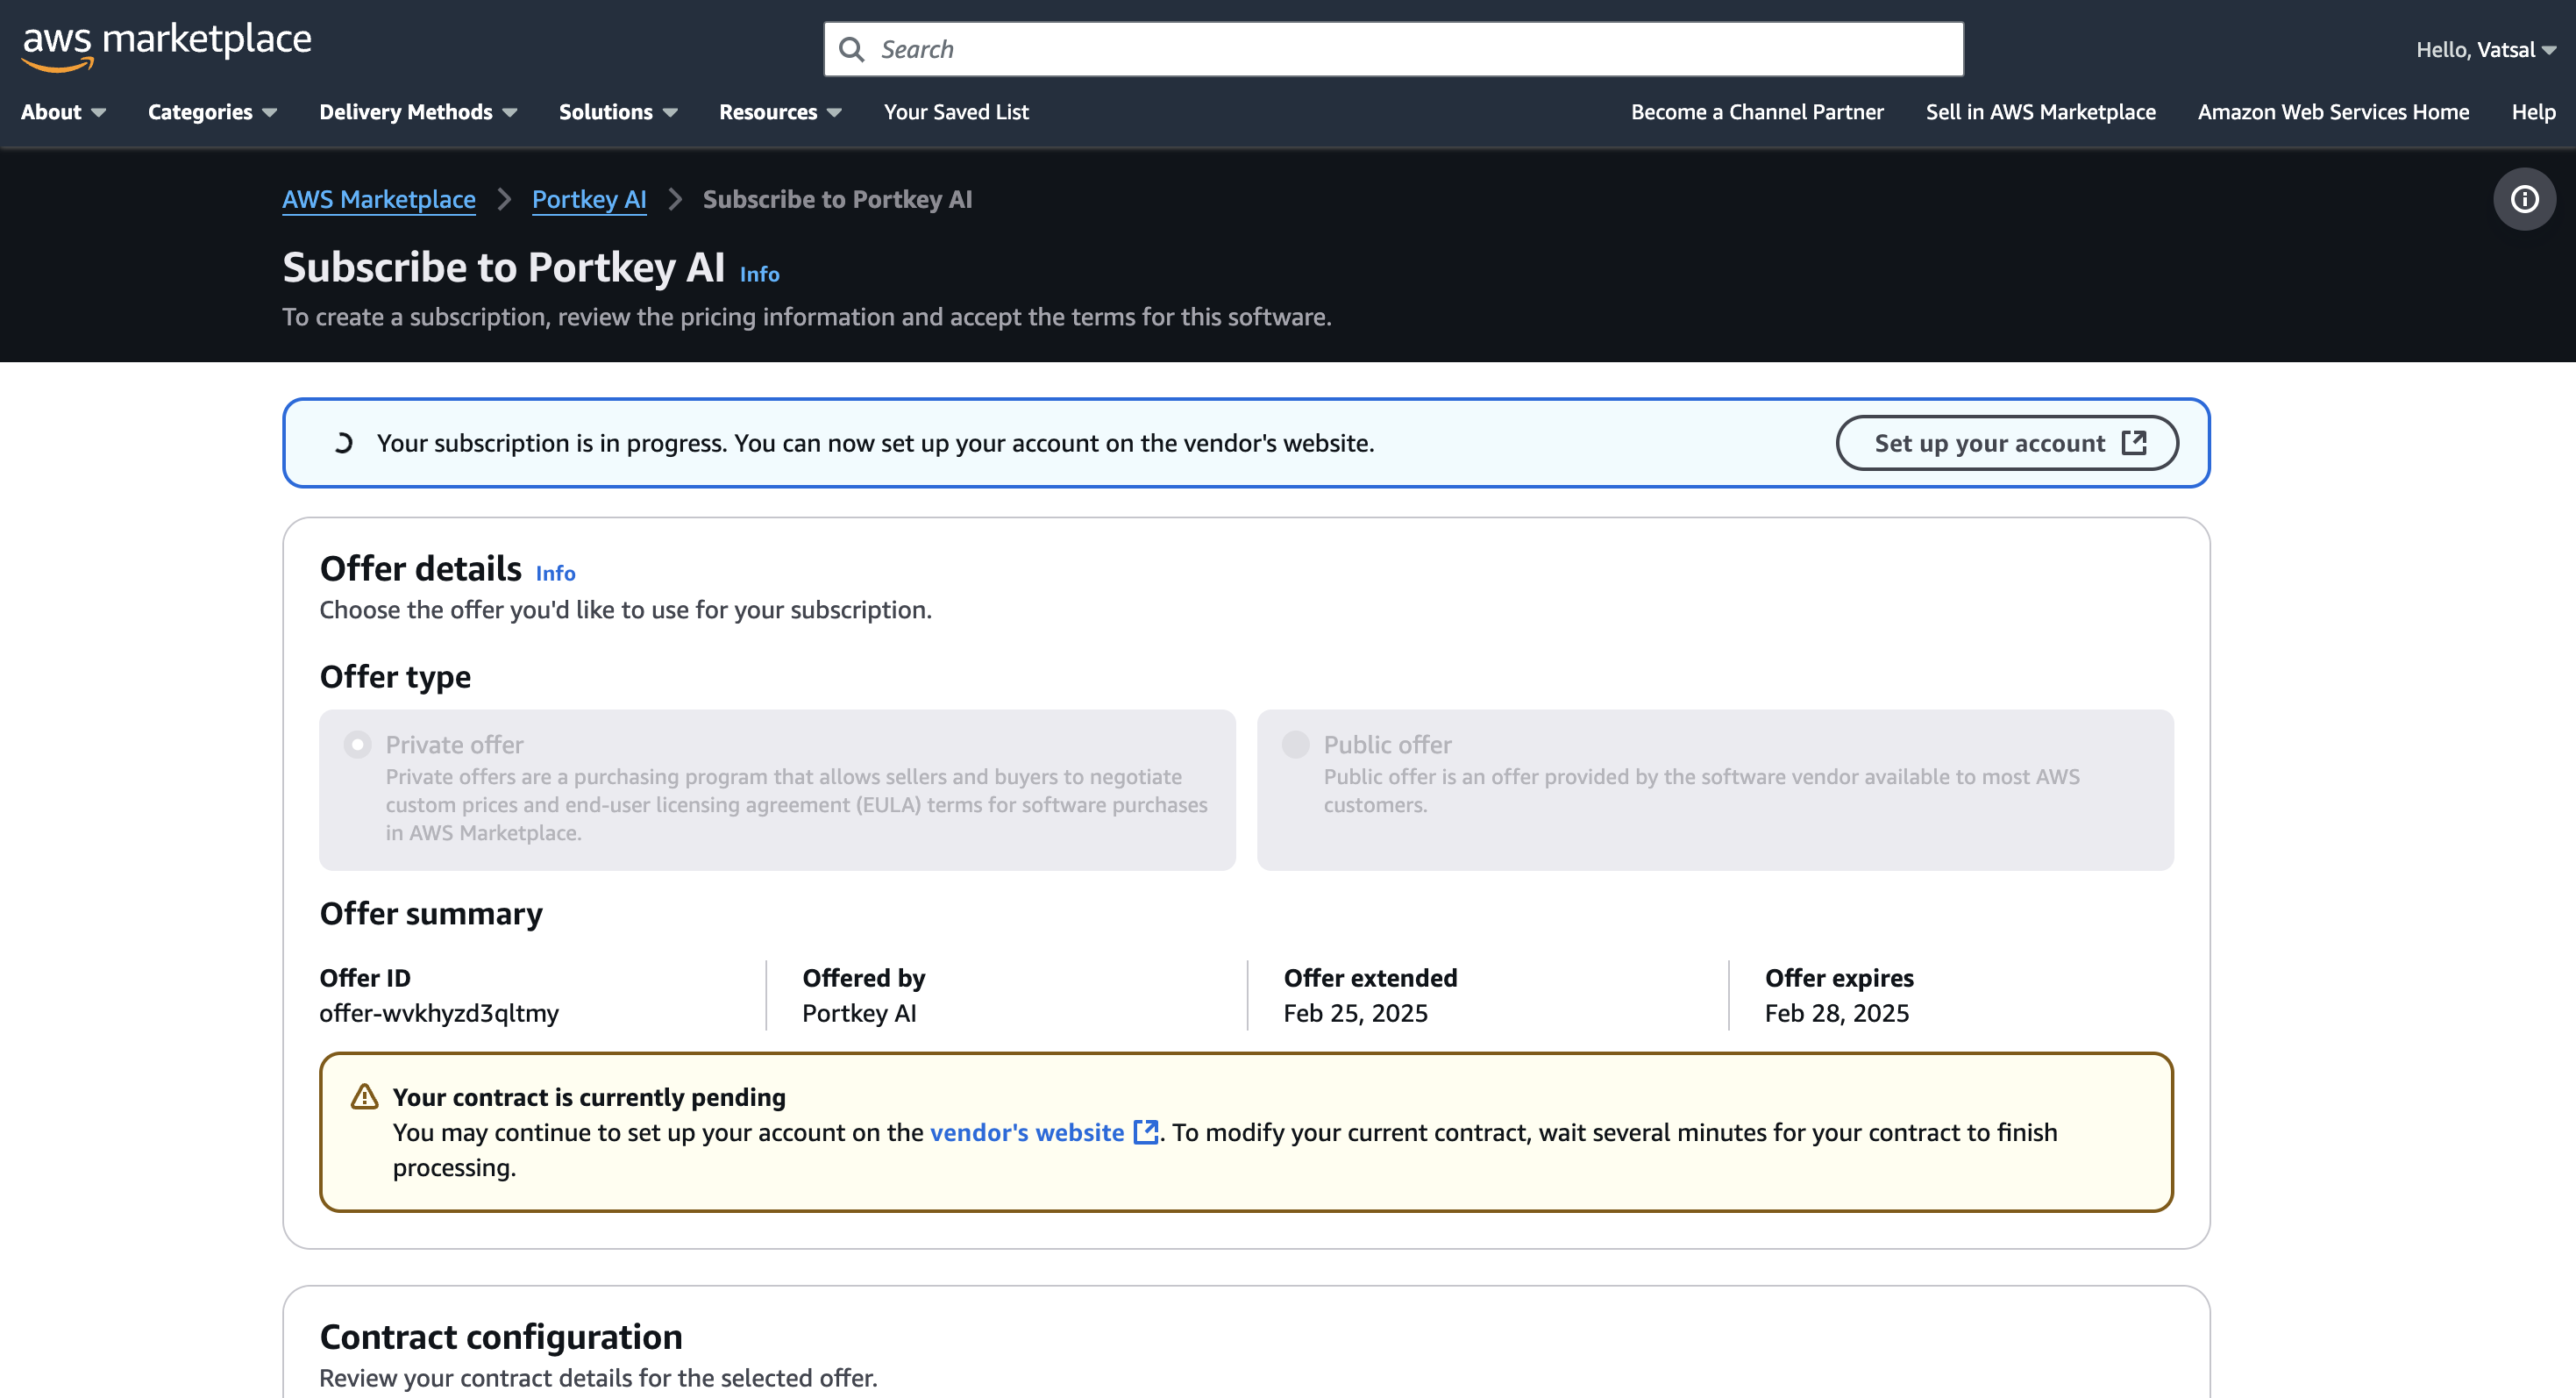 aws marketplace
Search
Hello, Vatsal
About
Categories
Delivery Methods
Solutions
Resources
Your Saved List
Become a Channel Partner
Sell in AWS Marketplace
Amazon Web Services Home
Help
AWS Marketplace > Portkey AI > Subscribe to Portkey AI
Subscribe to Portkey AI Info
To create a subscription, review the pricing information and accept the terms for this software.
Your subscription is in progress. You can now set up your account on the vendor's website.
Set up your account
Offer details Info
Choose the offer you'd like to use for your subscription.
Offer type
Private offer
Private offers are a purchasing program that allows sellers and buyers to negotiate
custom prices and end-user licensing agreement (EULA) terms for software purchases
in AWS Marketplace.
Public offer
Public offer is an offer provided by the software vendor available to most AWS
customers.
Offer summary
Offer ID
offer-wvkhyzd3qltmy
Offered by
Portkey AI
Offer extended
Feb 25, 2025
Offer expires
Feb 28, 2025
Your contract is currently pending
You may continue to set up your account on the vendor's website. To modify your current contract, wait several minutes for your contract to finish
processing.
Contract configuration
Review your contract details for the selected offer.